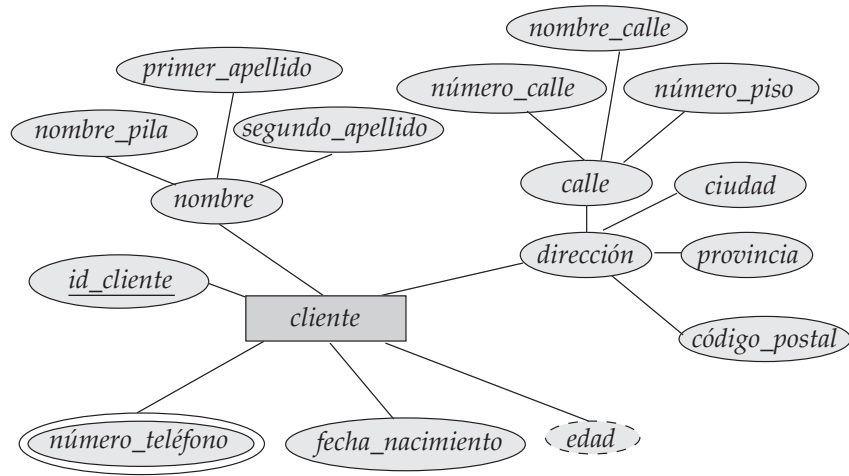 nombre_calle
primer_apellido
número_calle
número_piso
nombre_pila
segundo_apellido
nombre
calle
ciudad
dirección
provincia
id_cliente
cliente
código_postal
número_teléfono
fecha_nacimiento
edad